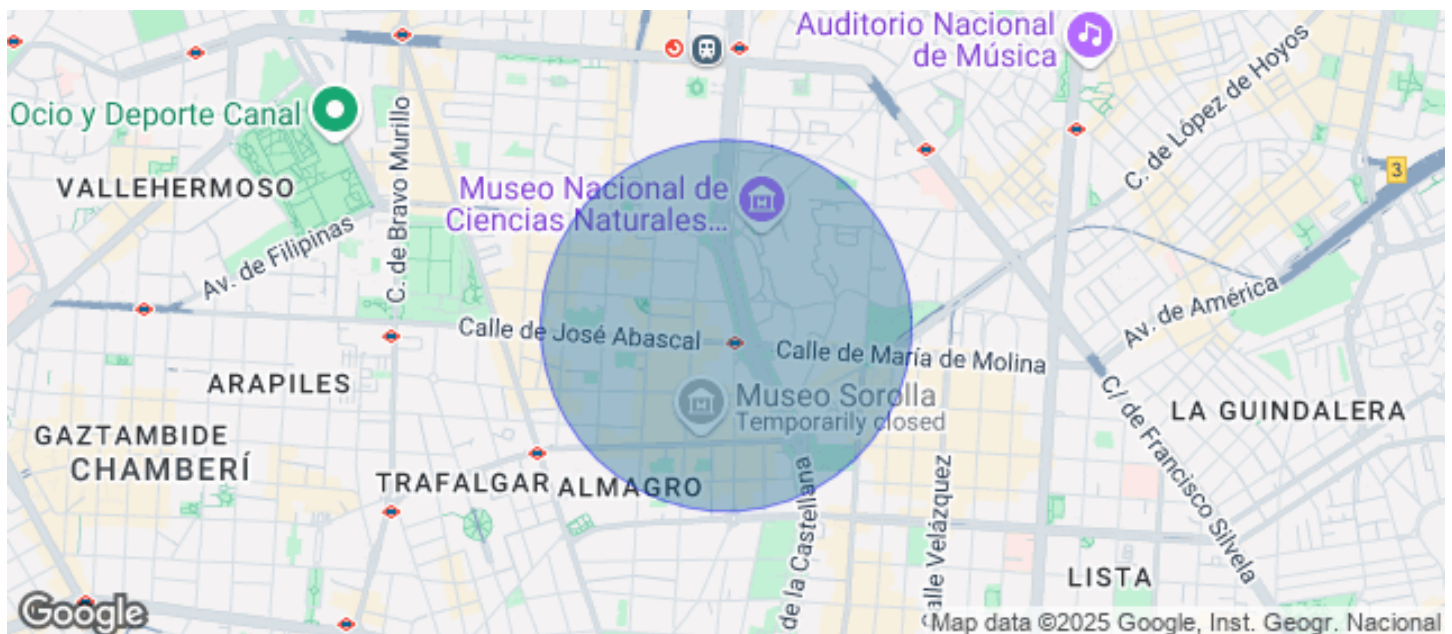 Auditorio Nacional
de Música
C. de López de Hoyos
Ocio y Deporte Canal
C. de Bravo Murillo
3
VALLEHERMOSO
Museo Nacional de
Ciencias Naturales...
Av. de Filipinas
Av. de América
Calle de José Abascal
Calle de María de Molina
ARAPILES
Museo Sorolla
Temporarily closed
C/ de Francisco Silvela
LA GUINDALERA
GAZTAMBIDE
CHAMBERÍ
TRAFALGAR
ALMAGRO
de la Castellana
alle Velázquez
LISTA
Google
Map data ©2025 Google, Inst. Geogr. Nacional